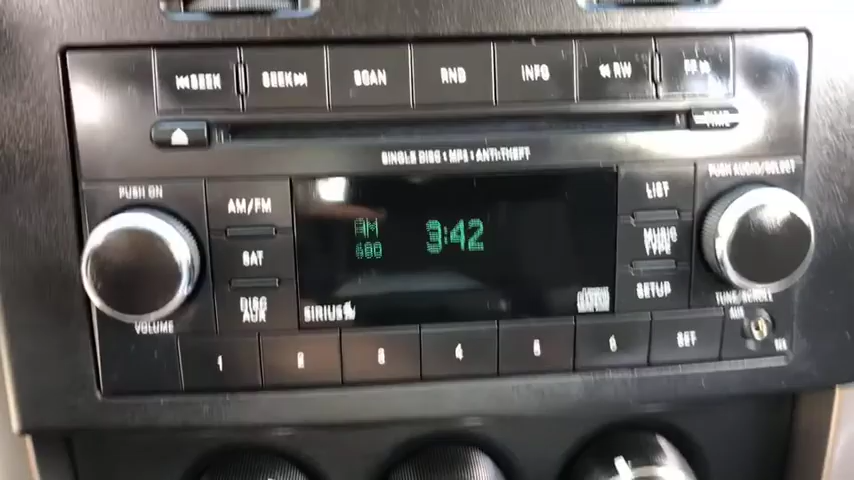 SEEK SEEK SCAN RND INFO RW FF
TIME
SINGLE DISC : MP3 : ANTI-THEFT
PUSH ON
AM/FM
SAT
DISC
AUX
VOLUME
AM 3:42
680
SIRIUS
LIST
MUSIC
TYPE
SETUP
PUSH AUDIO/SELECT
TUNE/SCROLL
AUX
1 2 3 4 5 6 SET